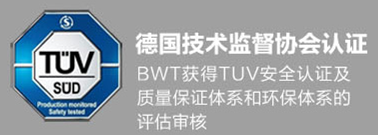 TÜV
SÜD
Production monitored
Safety tested
德国技术监督协会认证
BWT获得TUV安全认证及
质量保证体系和环保体系的
评估审核